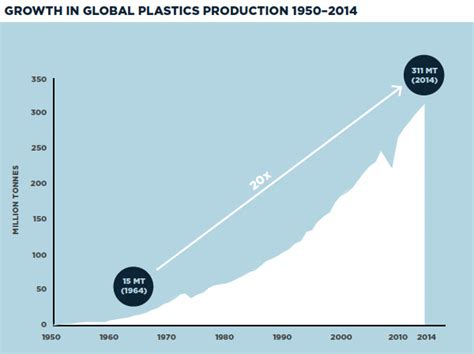 GROWTH IN GLOBAL PLASTICS PRODUCTION 1950–2014
350
300
250
200
150
100
50
0
MILLION TONNES
311 MT
(2014)
20x
15 MT
(1964)
1950 1960 1970 1980 1990 2000 2010 2014